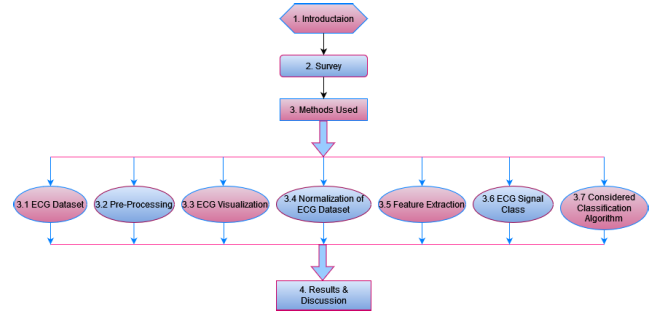 1. Introductaion
2. Survey
3. Methods Used
3.1 ECG Dataset
3.2 Pre-Processing
3.3 ECG Visualization
3.4 Normalization of
ECG Dataset
3.5 Feature Extraction
3.6 ECG Signal
Class
3.7 Considered
Classification
Algorithm
4. Results &
Discussion